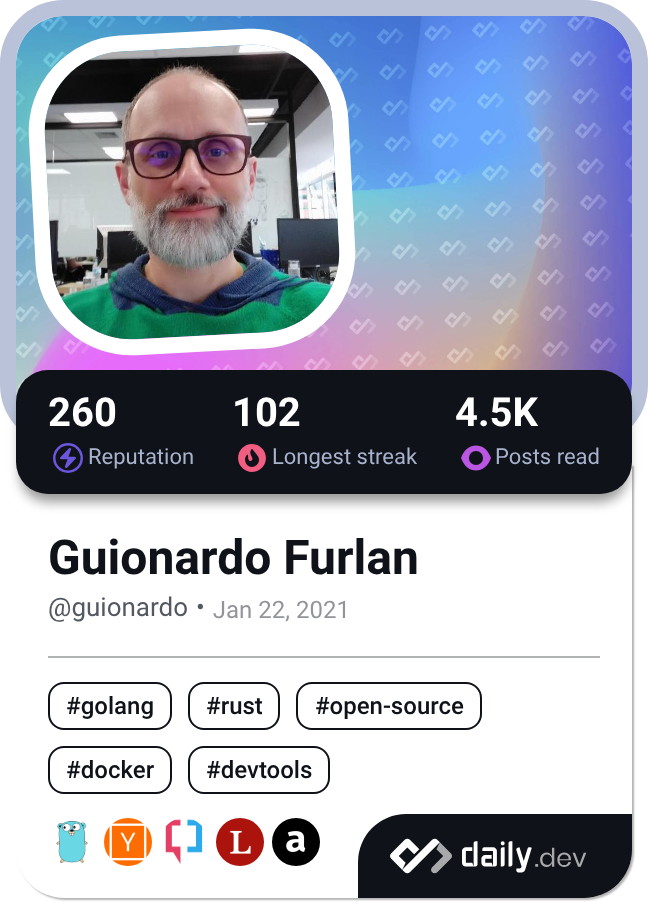 260 102 4.5K
Reputation Longest streak Posts read
Guionardo Furlan
@guionardo • Jan 22, 2021
#golang #rust #open-source
#docker #devtools
Y L a
daily.dev